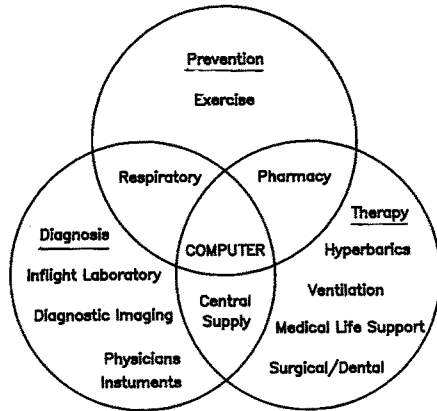 Prevention
Exercise
Respiratory
Pharmacy
Diagnosis
Inflight Laboratory
Diagnostic Imaging
Physicians
Instuments
COMPUTER
Central
Supply
Therapy
Hyperbarics
Ventilation
Medical Life Support
Surgical/Dental